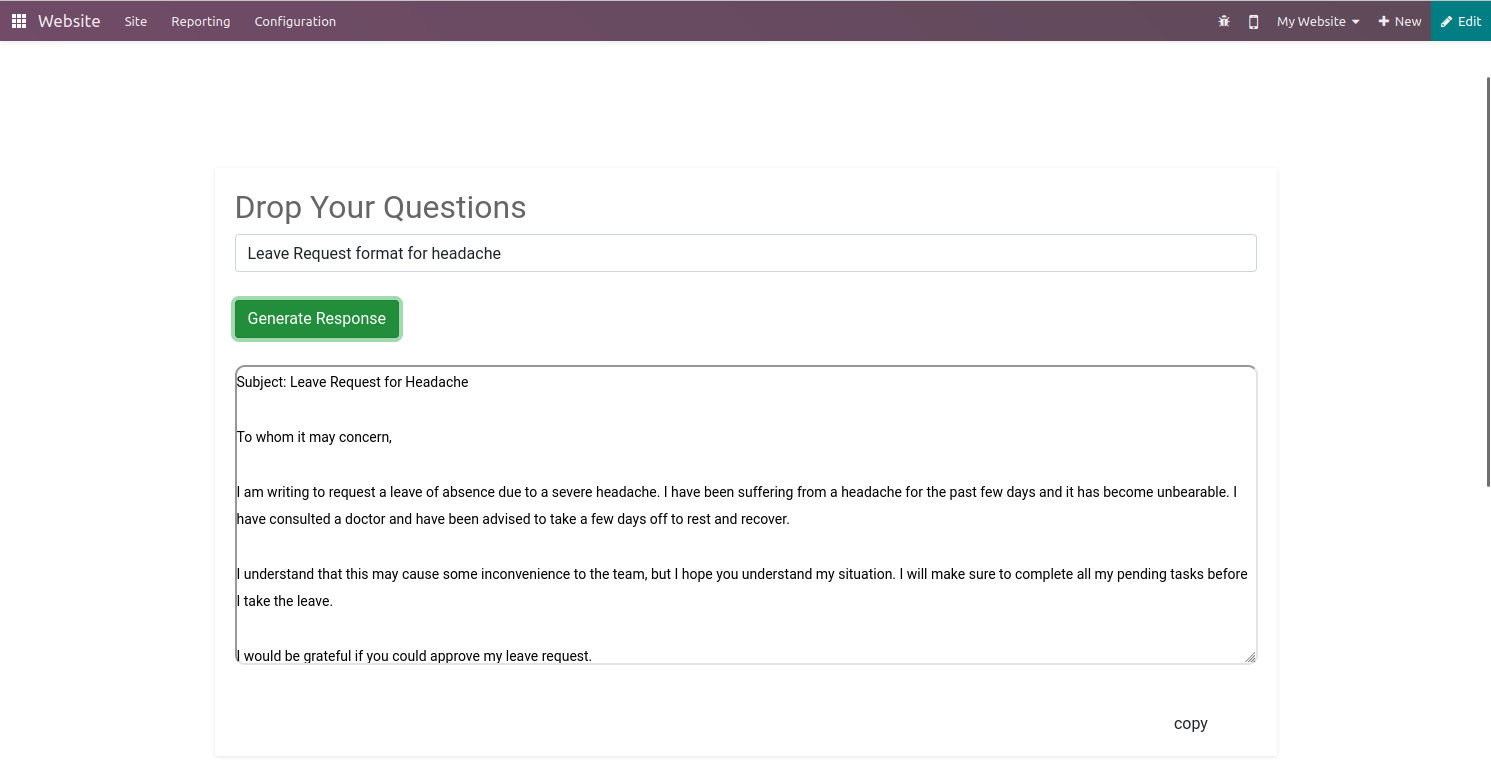 Website Site Reporting Configuration My Website New Edit
Drop Your Questions
Leave Request format for headache
Generate Response
Subject: Leave Request for Headache
To whom it may concern,
I am writing to request a leave of absence due to a severe headache. I have been suffering from a headache for the past few days and it has become unbearable. I
have consulted a doctor and have been advised to take a few days off to rest and recover.
I understand that this may cause some inconvenience to the team, but I hope you understand my situation. I will make sure to complete all my pending tasks before
I take the leave.
I would be grateful if you could approve my leave request.
copy